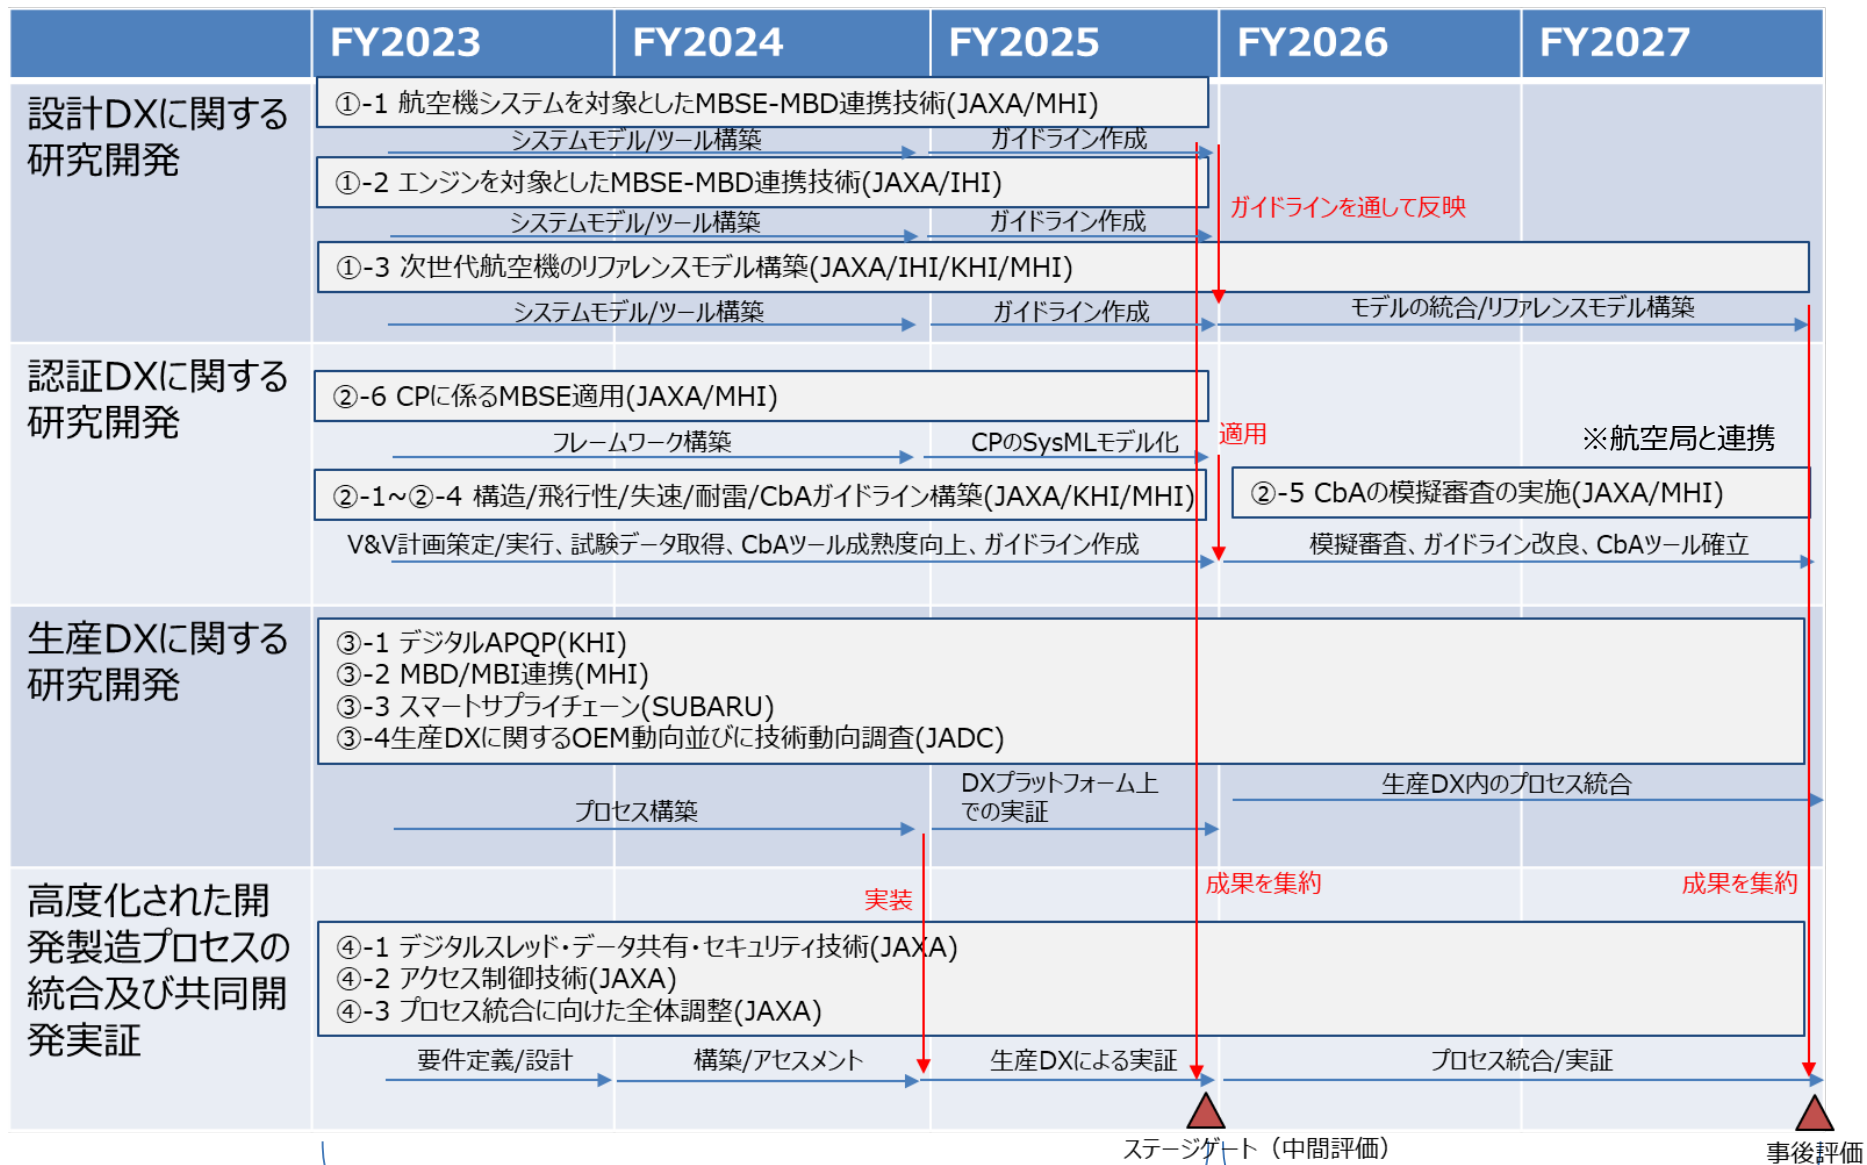 FY2023 FY2024 FY2025 FY2026 FY2027
設計DXに関する
研究開発
①-1 航空機システムを対象としたMBSE-MBD連携技術(JAXA/MHI)
システムモデル/ツール構築 ガイドライン作成
①-2 エンジンを対象としたMBSE-MBD連携技術(JAXA/IHI)
ガイドラインを通して反映
システムモデル/ツール構築 ガイドライン作成
①-3 次世代航空機のリファレンスモデル構築(JAXA/IHI/KHI/MHI)
システムモデル/ツール構築 ガイドライン作成 モデルの統合/リファレンスモデル構築
認証DXに関する
研究開発
②-6 CPに係るMBSE適用(JAXA/MHI)
フレームワーク構築 CPのSysMLモデル化 適用 ※航空局と連携
②-1~②-4 構造/飛行性/失速/耐雷/CbAガイドライン構築(JAXA/KHI/MHI) ②-5 CbAの模擬審査の実施(JAXA/MHI)
V&V計画策定/実行、試験データ取得、CbAツール成熟度向上、ガイドライン作成 模擬審査、ガイドライン改良、CbAツール確立
生産DXに関する
研究開発
③-1 デジタルAPQP(KHI)
③-2 MBD/MBI連携(MHI)
③-3 スマートサプライチェーン(SUBARU)
③-4生産DXに関するOEM動向並びに技術動向調査(JADC)
プロセス構築
DXプラットフォーム上
での実証
生産DX内のプロセス統合
高度化された開
発製造プロセスの
統合及び共同開
発実証
実装 成果を集約 成果を集約
④-1 デジタルスレッド・データ共有・セキュリティ技術(JAXA)
④-2 アクセス制御技術(JAXA)
④-3 プロセス統合に向けた全体調整(JAXA)
要件定義/設計 構築/アセスメント 生産DXによる実証 プロセス統合/実証
ステージゲート（中間評価） 事後評価